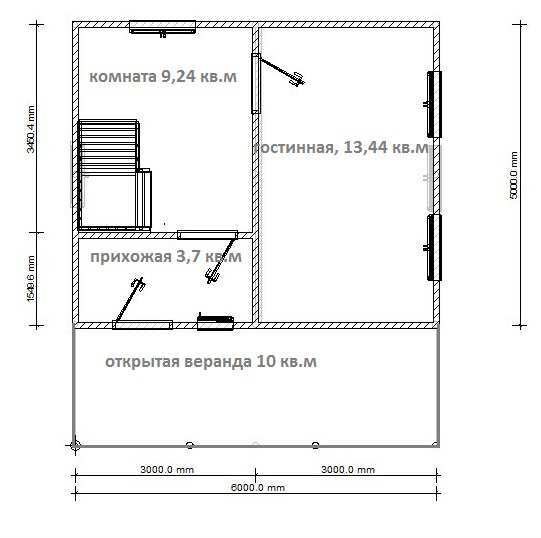 комната 9,24 кв.м
гостинная, 13,44 кв.м
3450.4 mm
5000.0 mm
прихожая 3,7 кв.м
1549.6 mm
открытая веранда 10 кв.м
3000.0 mm
3000.0 mm
6000.0 mm